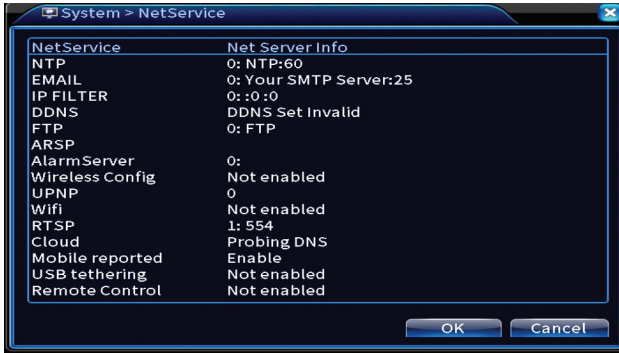 System > NetService
NetService Net Server Info
NTP 0: NTP:60
EMAIL 0: Your SMTP Server:25
IP FILTER 0: :0 :0
DDNS DDNS Set Invalid
FTP 0: FTP
ARSP
AlarmServer 0:
Wireless Config Not enabled
UPNP 0
Wifi Not enabled
RTSP 1: 554
Cloud Probing DNS
Mobile reported Enable
USB tethering Not enabled
Remote Control Not enabled
OK Cancel